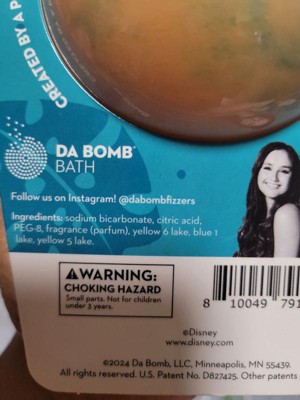 CREATED BY A P
DA BOMB®
BATH
Follow us on Instagram! @dabombfizzers
Ingredients: sodium bicarbonate, citric acid,
PEG-8, fragrance (parfum), yellow 6 lake, blue 1
lake, yellow 5 lake.
WARNING:
CHOKING HAZARD
Small parts. Not for children
under 3 years.
8 10049 791
©Disney
www.disney.com
©2024 Da Bomb, LLC, Minneapolis, MN 55439.
All rights reserved. U.S. Patent No. D827425. Other patents